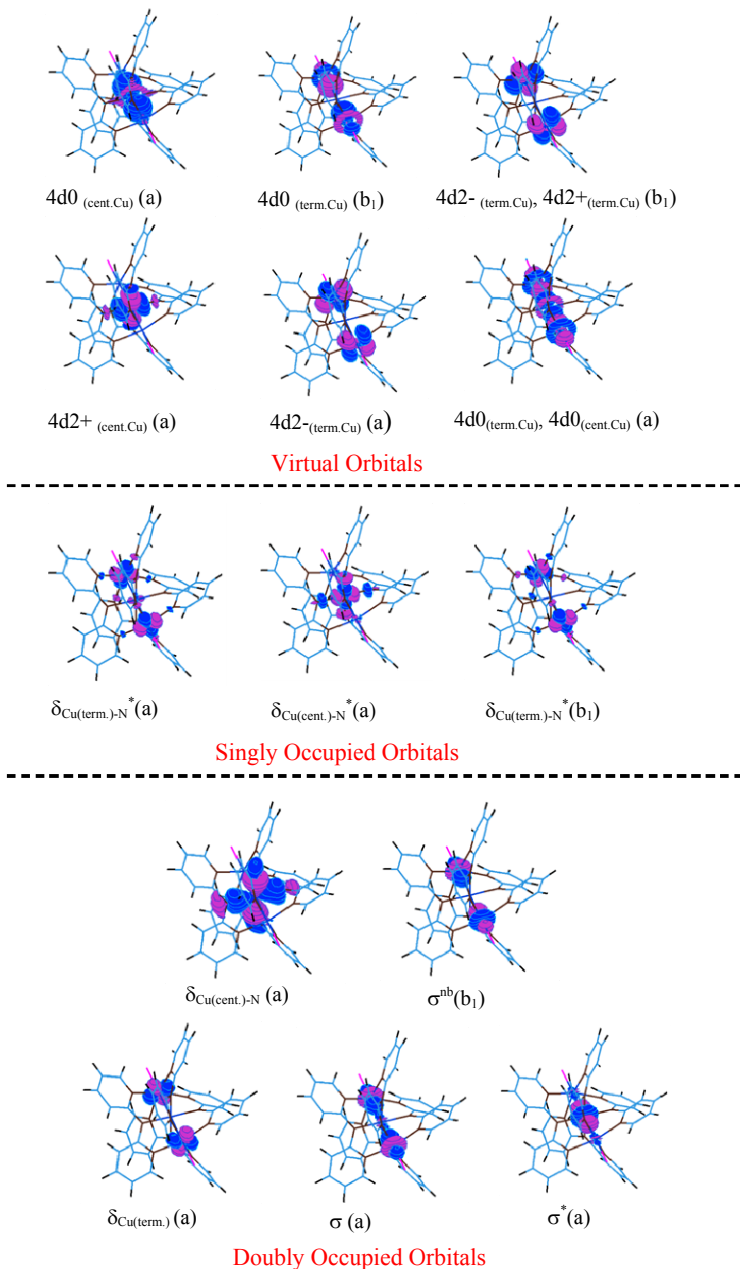 4d0 (cent.Cu) (a) 4d0 (term.Cu) (b1) 4d2- (term.Cu), 4d2+(term.Cu) (b1)
4d2+ (cent.Cu) (a) 4d2-(term.Cu) (a) 4d0(term.Cu), 4d0(cent.Cu) (a)
Virtual Orbitals
δCu(term.)-N*(a) δCu(cent.)-N*(a) δCu(term.)-N*(b1)
Singly Occupied Orbitals
δCu(cent.)-N (a) σnb(b1)
δCu(term.) (a) σ (a) σ*(a)
Doubly Occupied Orbitals